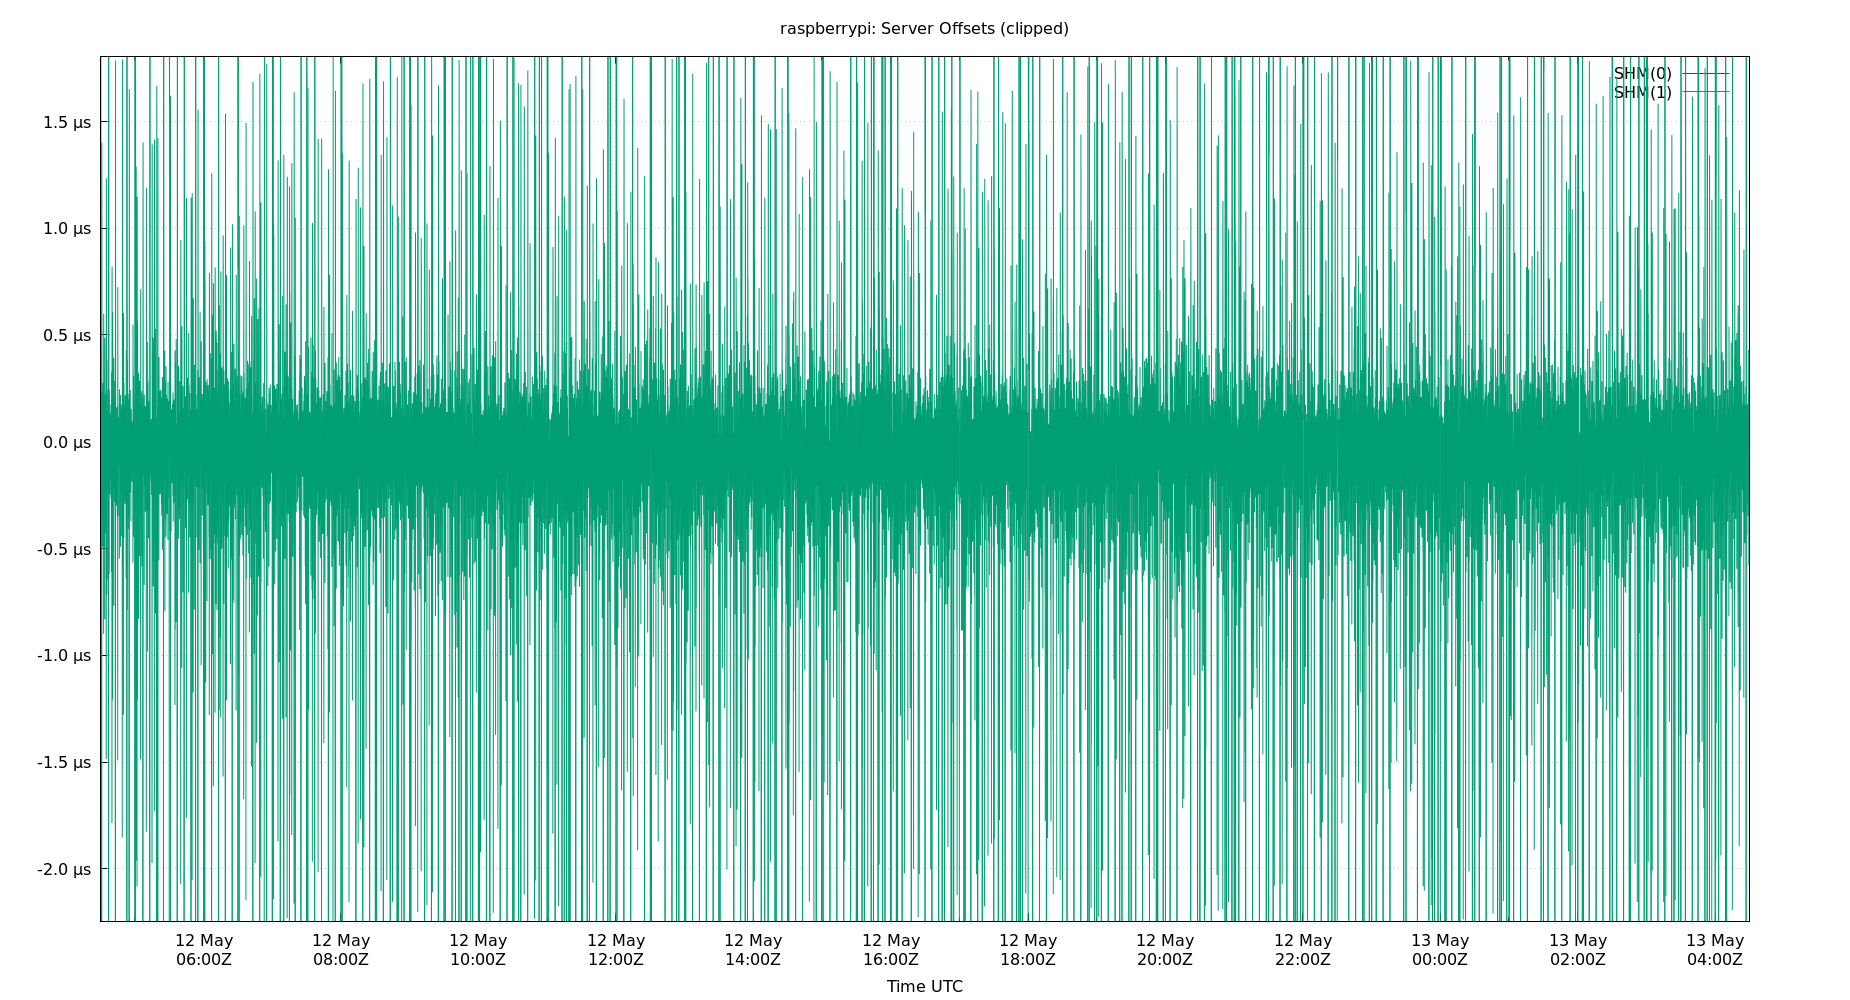 raspberrypi: Server Offsets (clipped)
SHM(0)
SHM(1)
1.5 µs
1.0 µs
0.5 µs
0.0 µs
-0.5 µs
-1.0 µs
-1.5 µs
-2.0 µs
12 May 12 May 12 May 12 May 12 May 12 May 12 May 12 May 12 May 13 May 13 May 13 May
06:00Z 08:00Z 10:00Z 12:00Z 14:00Z 16:00Z 18:00Z 20:00Z 22:00Z 00:00Z 02:00Z 04:00Z
Time UTC